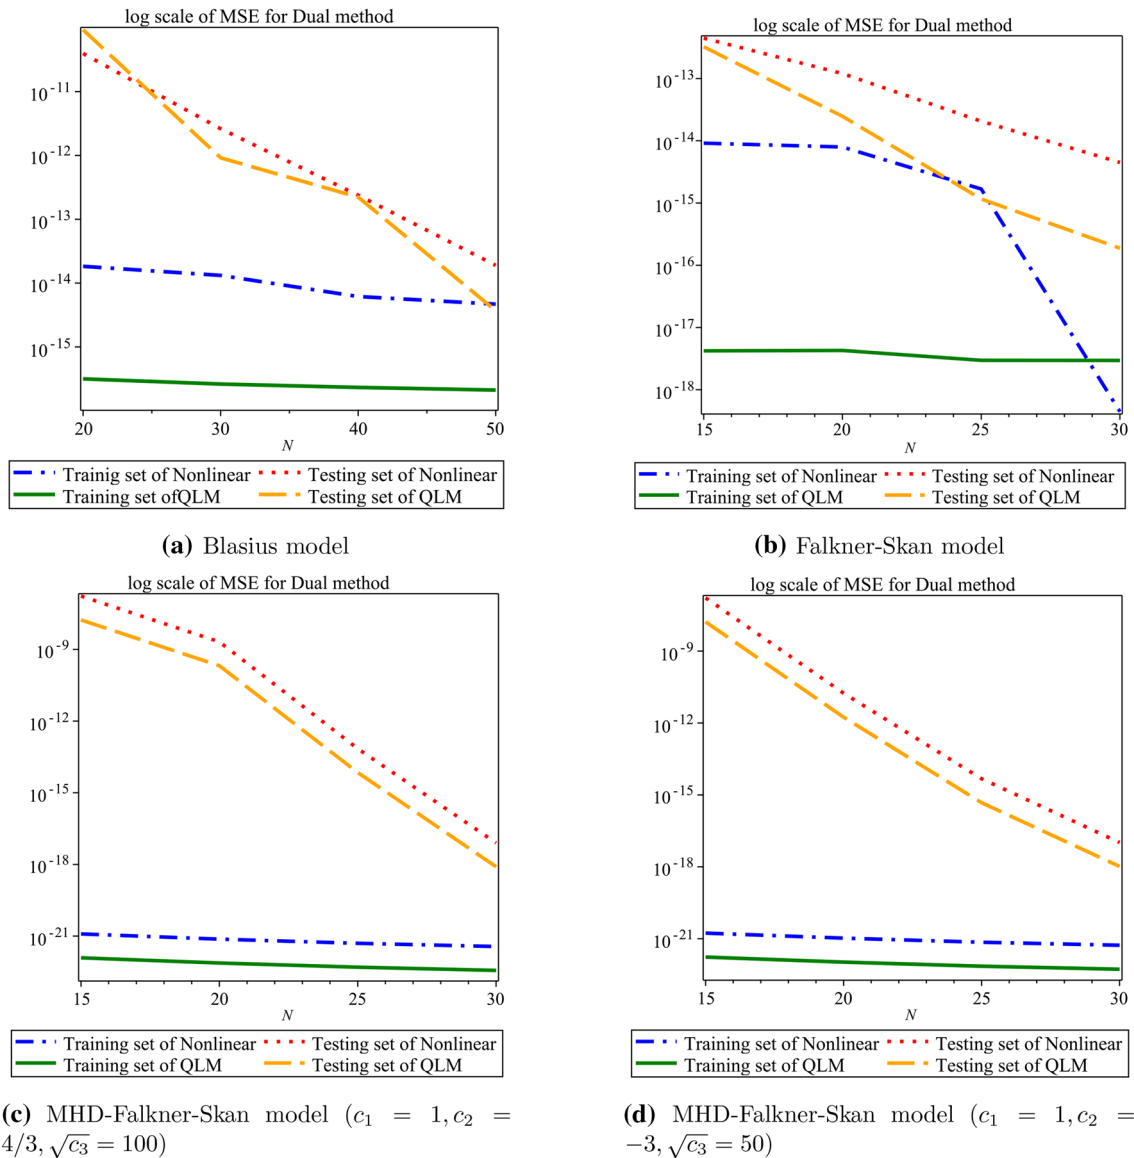 log scale of MSE for Dual method
10^-11
10^-12
10^-13
10^-14
10^-15
20 30 40 50
N
Trainig set of Nonlinear Testing set of Nonlinear
Training set ofQLM Testing set of QLM
(a) Blasius model
log scale of MSE for Dual method
10^-13
10^-14
10^-15
10^-16
10^-17
10^-18
15 20 25 30
N
Training set of Nonlinear Testing set of Nonlinear
Training set of QLM Testing set of QLM
(b) Falkner-Skan model
log scale of MSE for Dual method
10^-9
10^-12
10^-15
10^-18
10^-21
15 20 25 30
N
Training set of Nonlinear Testing set of Nonlinear
Training set of QLM Testing set of QLM
(c) MHD-Falkner-Skan model (c₁ = 1, c₂ =
4/3, √c₃ = 100)
log scale of MSE for Dual method
10^-9
10^-12
10^-15
10^-18
10^-21
15 20 25 30
N
Training set of Nonlinear Testing set of Nonlinear
Training set of QLM Testing set of QLM
(d) MHD-Falkner-Skan model (c₁ = 1, c₂ =
−3, √c₃ = 50)